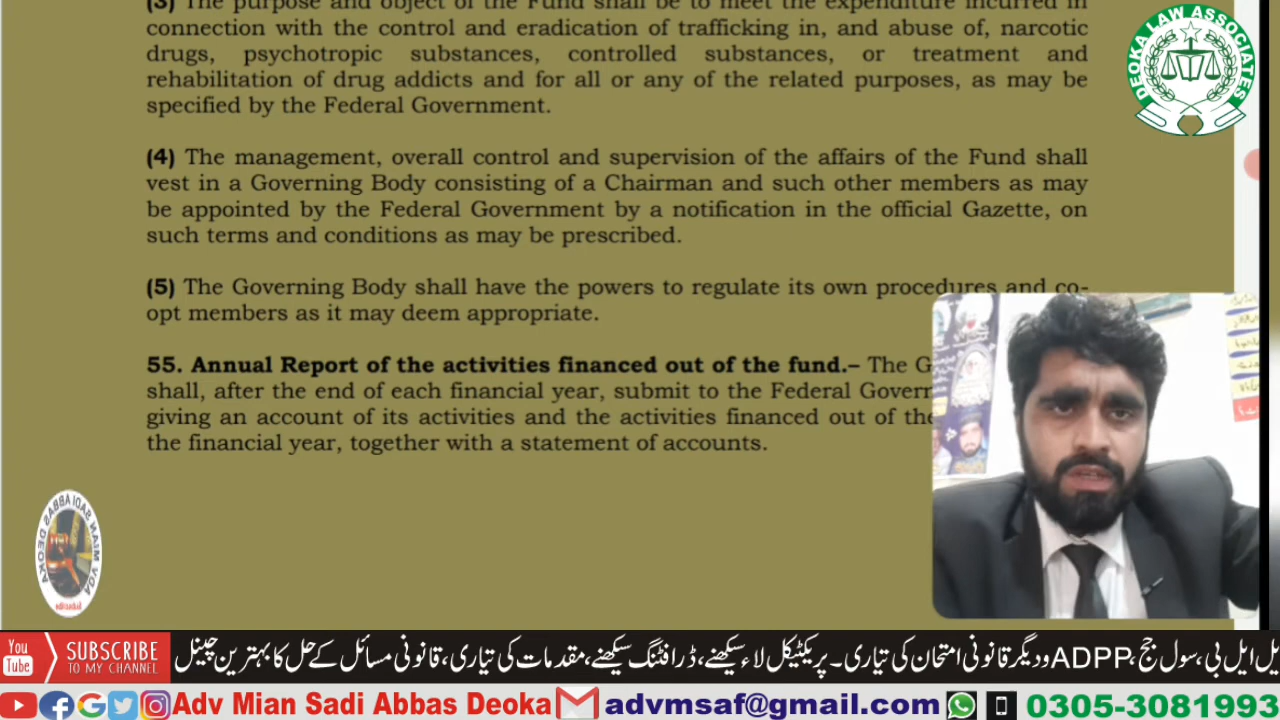 (3) The purpose and object of the Fund shall be to meet the expenditure incurred in
connection with the control and eradication of trafficking in, and abuse of, narcotic
drugs, psychotropic substances, controlled substances, or treatment and
rehabilitation of drug addicts and for all or any of the related purposes, as may be
specified by the Federal Government.
(4) The management, overall control and supervision of the affairs of the Fund shall
vest in a Governing Body consisting of a Chairman and such other members as may
be appointed by the Federal Government by a notification in the official Gazette, on
such terms and conditions as may be prescribed.
(5) The Governing Body shall have the powers to regulate its own procedures and co-
opt members as it may deem appropriate.
55. Annual Report of the activities financed out of the fund.– The G
shall, after the end of each financial year, submit to the Federal Govern
giving an account of its activities and the activities financed out of the
the financial year, together with a statement of accounts.
DEOKA LAW ASSOCIATES
ADV MIAN SADI ABBAS DEOKA
You Tube
SUBSCRIBE
TO MY CHANNEL
یل ایل بی، سول جج، ADPP ودیگر قانونی امتحان کی تیاری۔ پریکٹیکل لاء سیکھئے، ڈرافٹنگ سیکھئے، مقدمات کی تیاری، قانونی مسائل کے حل کا بہترین چینل
Adv Mian Sadi Abbas Deoka
advmsaf@gmail.com
0305-3081993